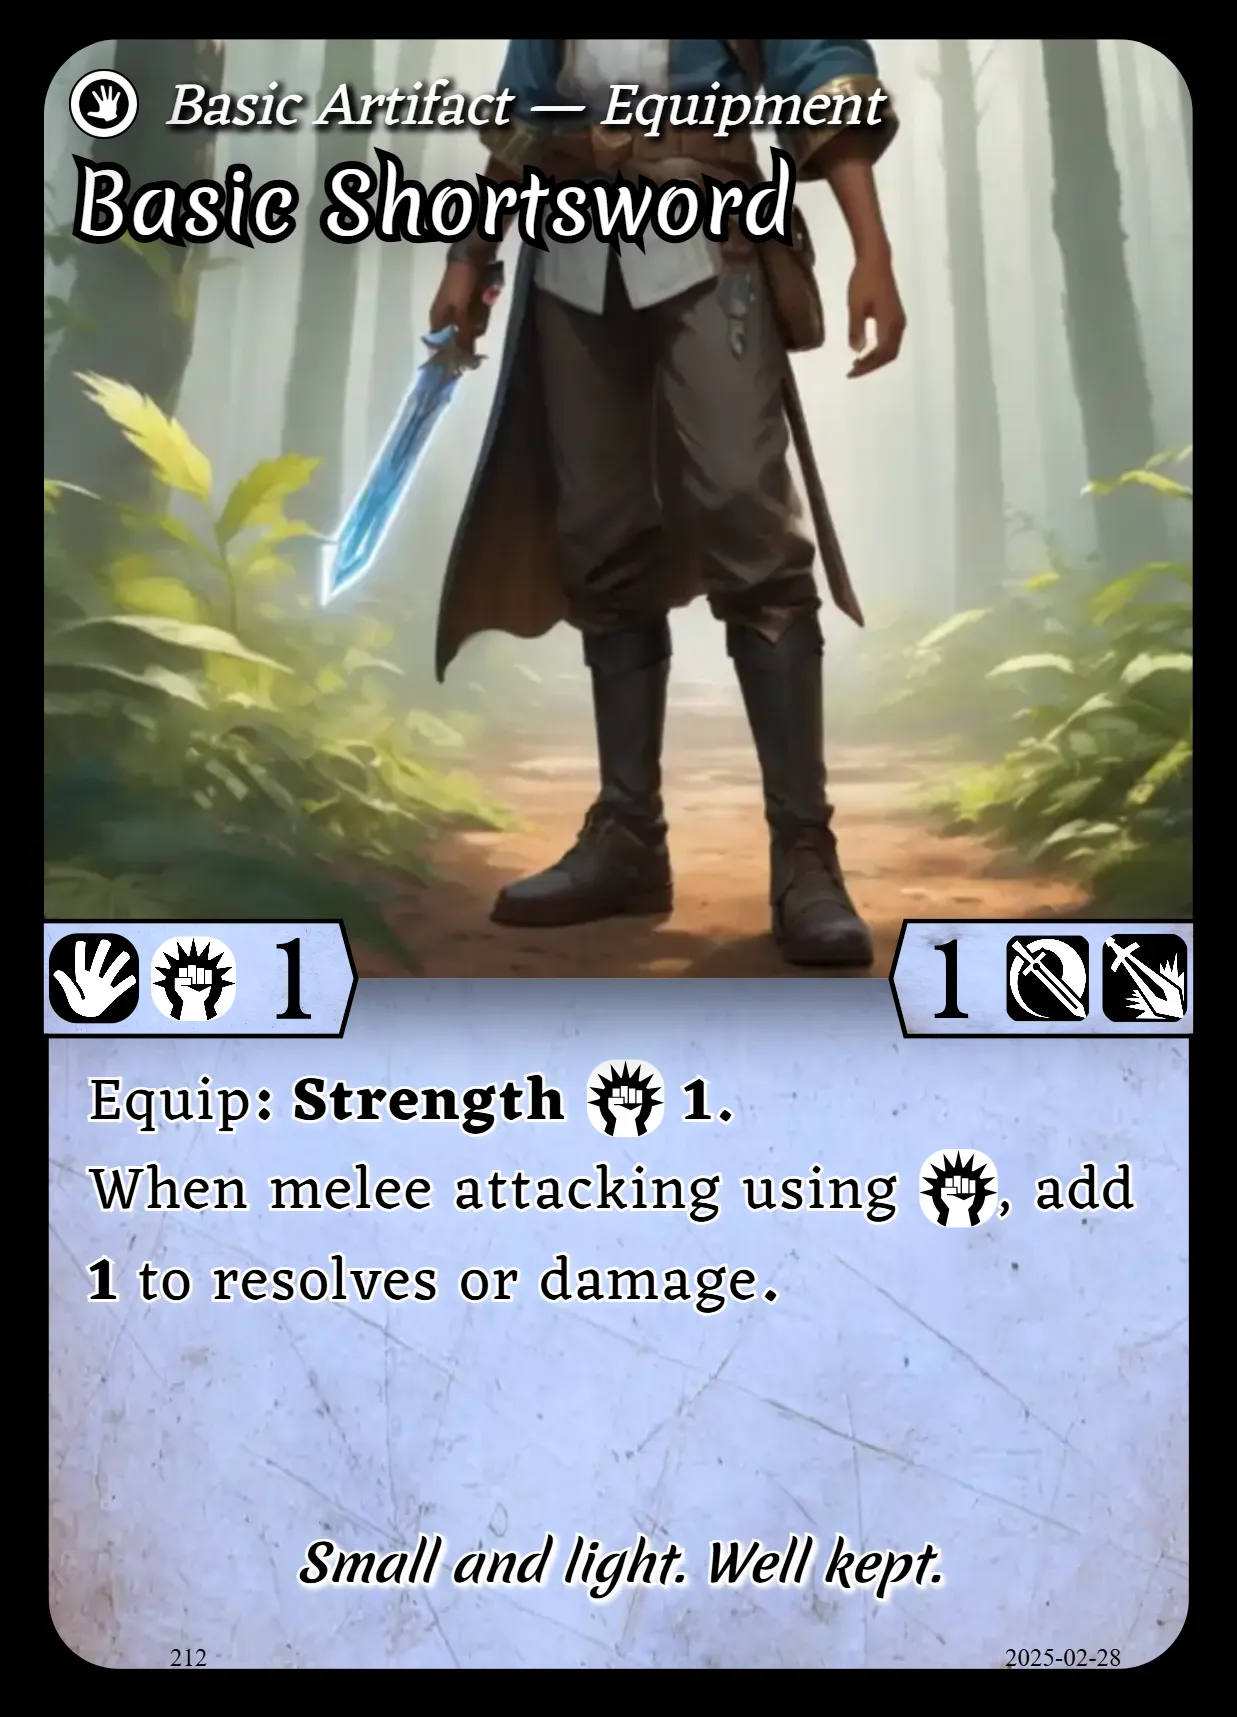 Basic Artifact — Equipment
Basic Shortsword
1
1
Equip: Strength 1.
When melee attacking using , add
1 to resolves or damage.
Small and light. Well kept.
212
2025-02-28